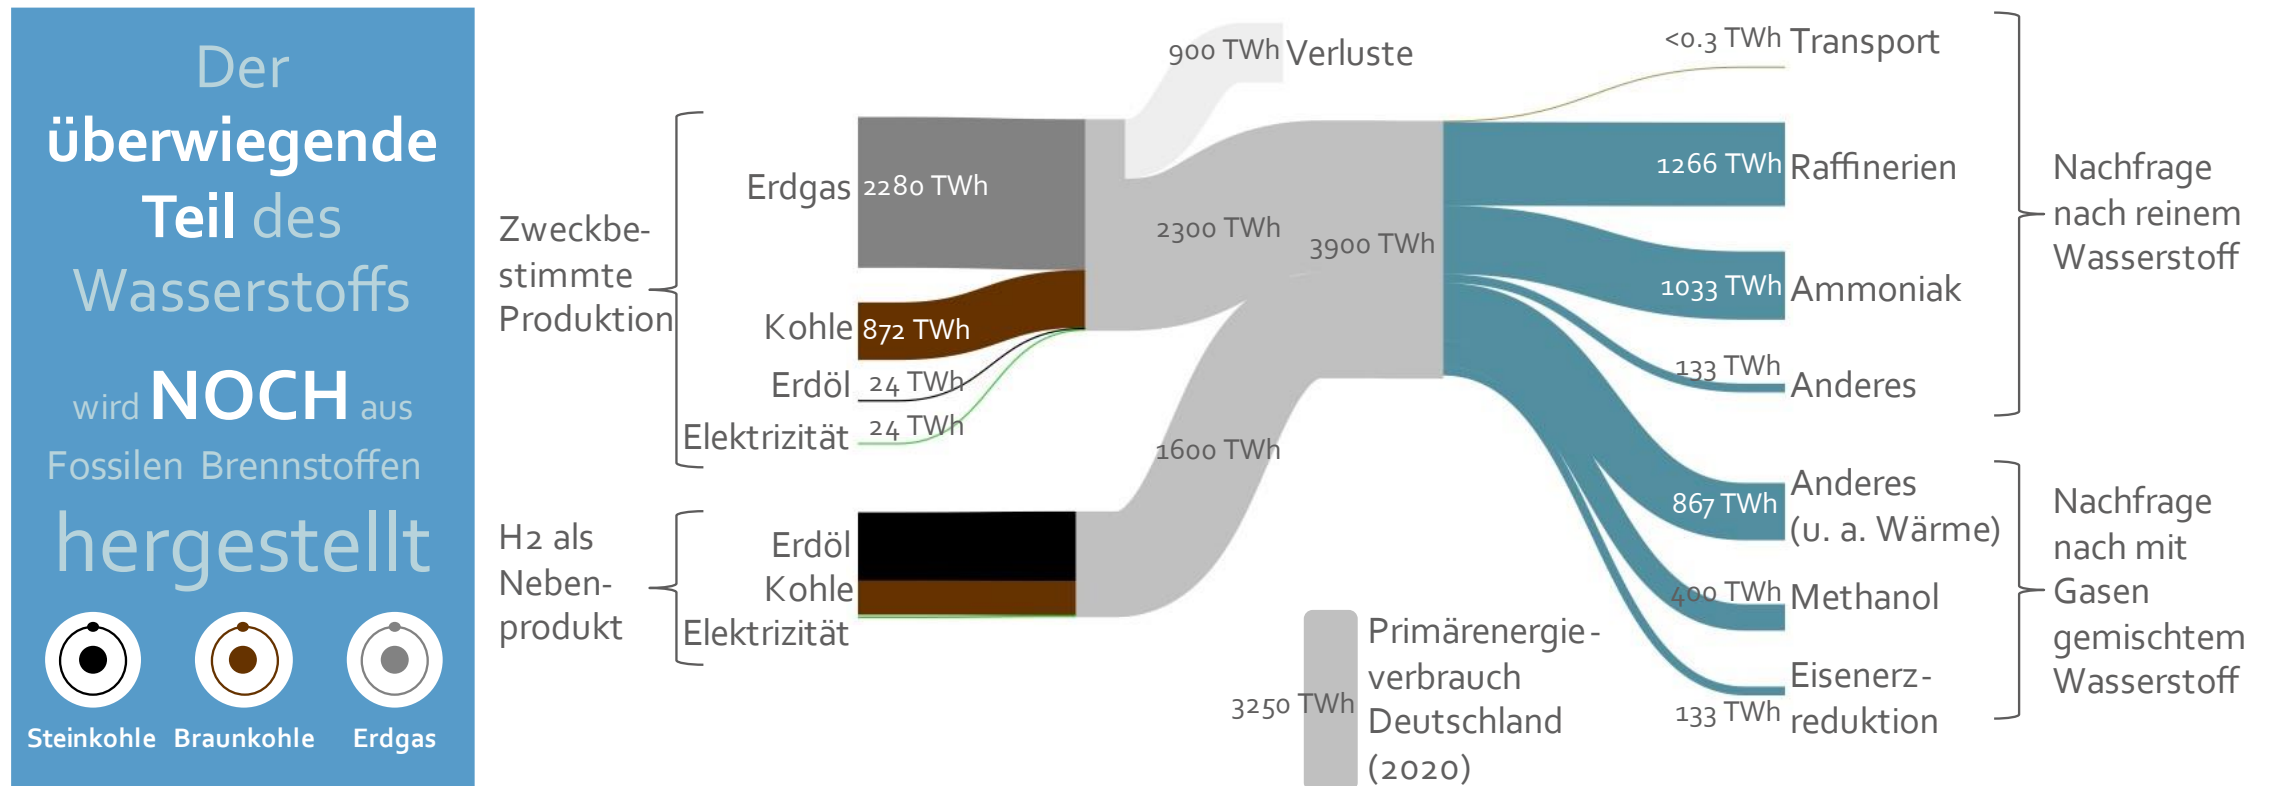 Der
überwiegende
Teil des
Wasserstoffs
wird NOCH aus
Fossilen Brennstoffen
hergestellt
Steinkohle Braunkohle Erdgas
Zweckbe-
stimmte
Produktion
Erdgas 2280 TWh
Kohle 872 TWh
Erdöl 24 TWh
Elektrizität 24 TWh
H2 als
Neben-
produkt
Erdöl
Kohle
Elektrizität
900 TWh Verluste
2300 TWh
3900 TWh
1600 TWh
3250 TWh
Primärenergie-
verbrauch
Deutschland
(2020)
<0.3 TWh Transport
1266 TWh Raffinerien
1033 TWh Ammoniak
133 TWh
Anderes
Nachfrage
nach reinem
Wasserstoff
Anderes
867 TWh
(u. a. Wärme)
400 TWh Methanol
Eisenerz-
133 TWh reduktion
Nachfrage
nach mit
Gasen
gemischtem
Wasserstoff